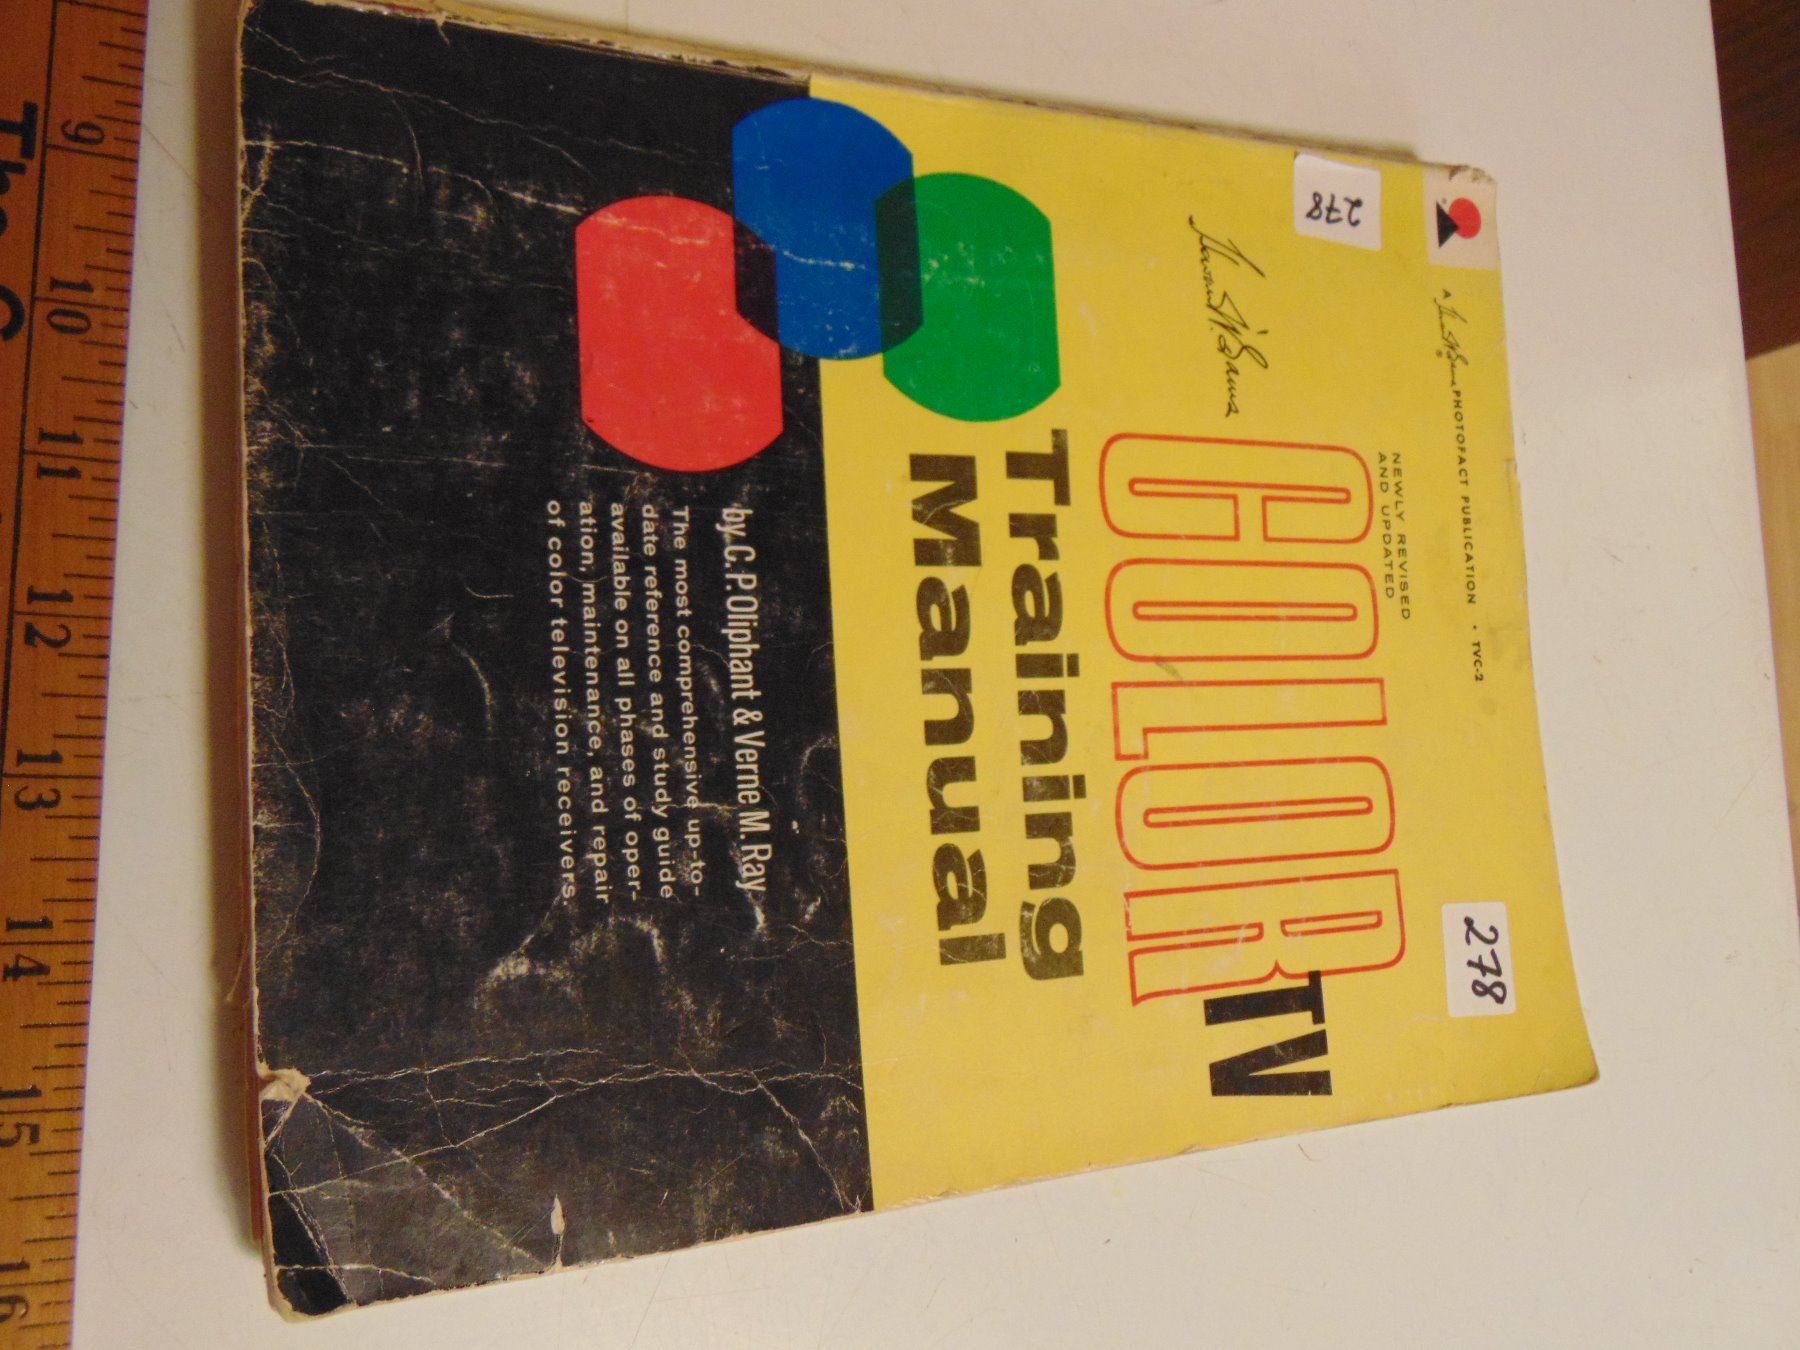 A Howard W. Sams® PHOTOFACT PUBLICATION • TVC-2
278
278
NEWLY REVISED
AND UPDATED
Howard W. Sams
COLOR TV
Training
Manual
by C. P. Oliphant & Verne M. Ray
The most comprehensive up-to-
date reference and study guide
available on all phases of oper-
ation, maintenance, and repair
of color television receivers.
9 10 11 12 13 14 15 16